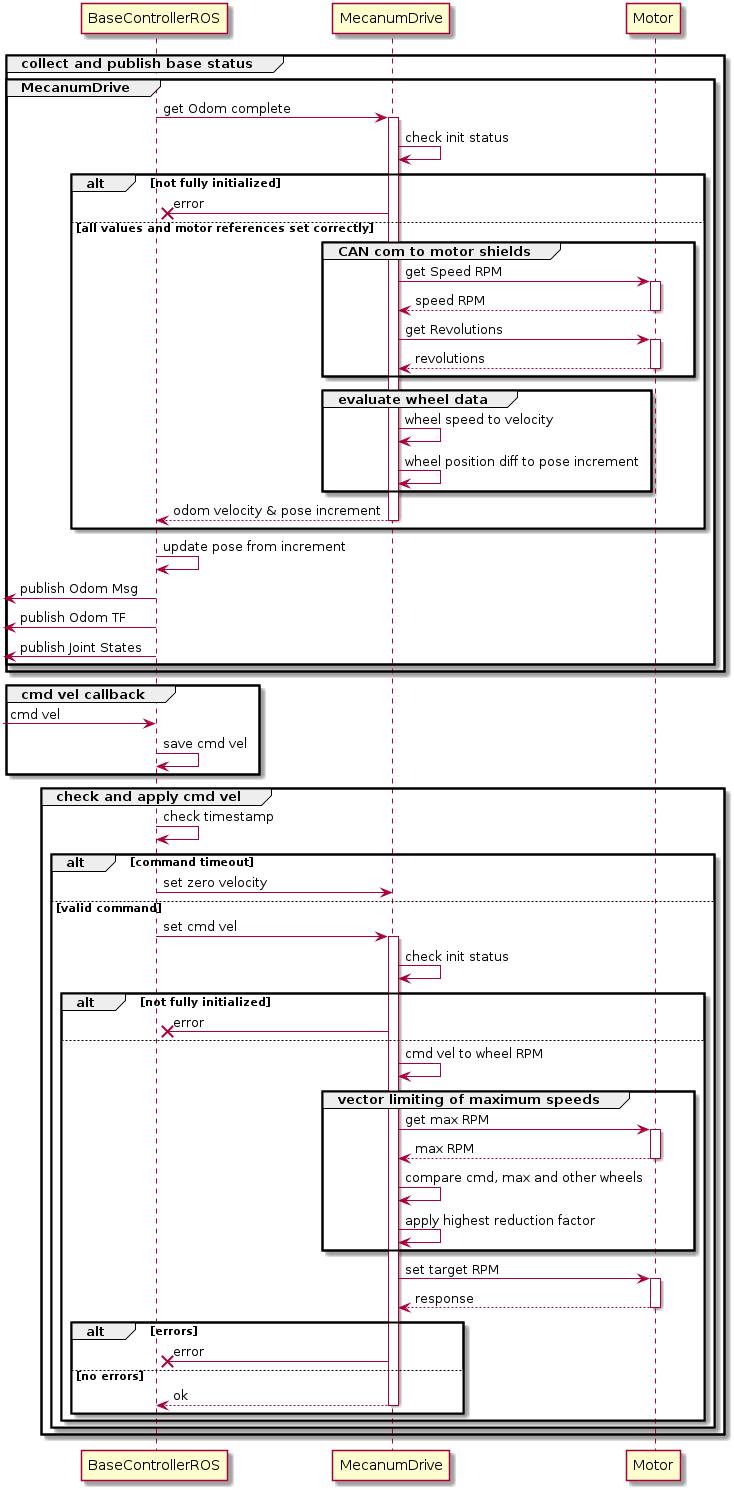 BaseControllerROS MecanumDrive Motor
collect and publish base status
MecanumDrive
get Odom complete
check init status
alt [not fully initialized]
error
[all values and motor references set correctly]
CAN com to motor shields
get Speed RPM
speed RPM
get Revolutions
revolutions
evaluate wheel data
wheel speed to velocity
wheel position diff to pose increment
odom velocity & pose increment
update pose from increment
publish Odom Msg
publish Odom TF
publish Joint States
cmd vel callback
cmd vel
save cmd vel
check and apply cmd vel
check timestamp
alt [command timeout]
set zero velocity
[valid command]
set cmd vel
check init status
alt [not fully initialized]
error
cmd vel to wheel RPM
vector limiting of maximum speeds
get max RPM
max RPM
compare cmd, max and other wheels
apply highest reduction factor
set target RPM
response
alt [errors]
error
[no errors]
ok
BaseControllerROS MecanumDrive Motor